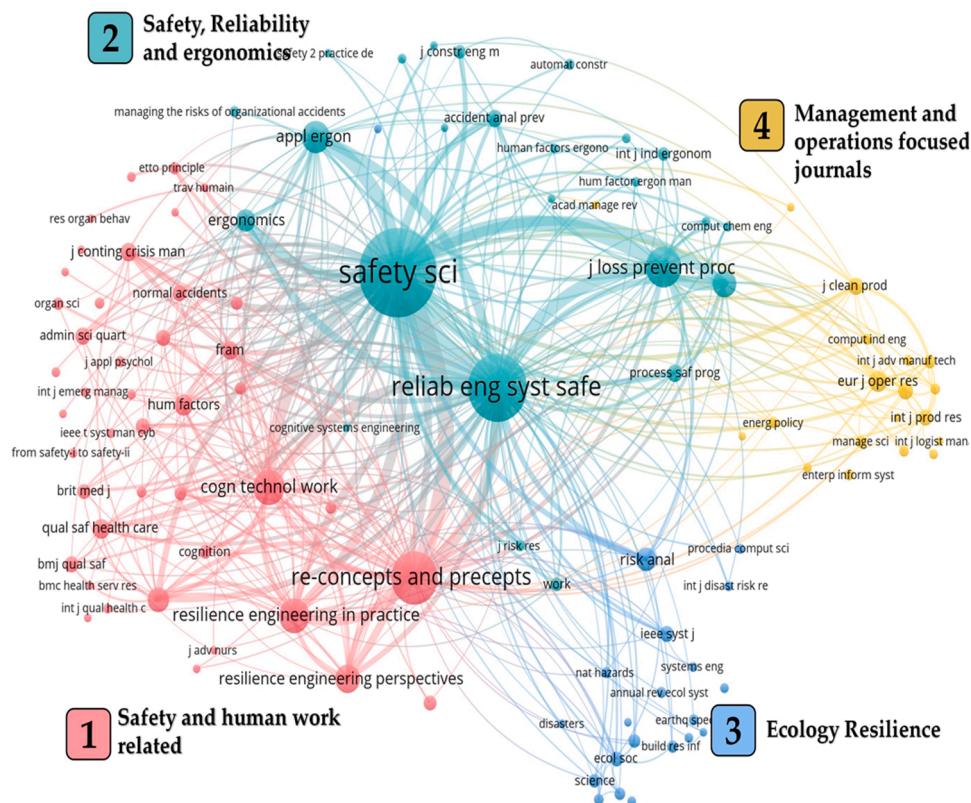 2
Safety, Reliability
and ergonomics
safety 2 practice de
j constr eng m
automat constr
managing the risks of organizational accidents
appl ergon
accident anal prev
human factors ergono
int j ind ergonom
4
Management and
operations focused
journals
etto principle
trav humain
hum factor ergon man
acad manage rev
res organ behav
ergonomics
comput chem eng
j conting crisis man
safety sci
j loss prevent proc
normal accidents
j clean prod
organ sci
admin sci quart
fram
comput ind eng
j appl psychol
int j adv manuf tech
process saf prog
eur j oper res
int j emerg manag
reliab eng syst safe
hum factors
int j prod res
ieee t syst man cyb
cognitive systems engineering
energ policy
manage sci
int j logist man
from safety-i to safety-ii
enterp inform syst
brit med j
cogn technol work
qual saf health care
cognition
j risk res
risk anal
procedia comput sci
bmj qual saf
re-concepts and precepts
work
int j disast risk re
bmc health serv res
int j qual health c
resilience engineering in practice
ieee syst j
j adv nurs
nat hazards
systems eng
resilience engineering perspectives
annual rev ecol syst
1
Safety and human work
related
disasters
earthq spec
3
Ecology Resilience
build res inf
ecol soc
science